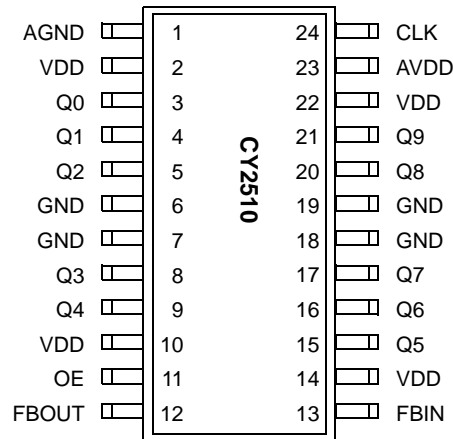 AGND 1 24 CLK
VDD 2 23 AVDD
Q0 3 22 VDD
Q1 4 21 Q9
Q2 5 20 Q8
GND 6 19 GND
GND 7 18 GND
Q3 8 17 Q7
Q4 9 16 Q6
VDD 10 15 Q5
OE 11 14 VDD
FBOUT 12 13 FBIN
CY2510